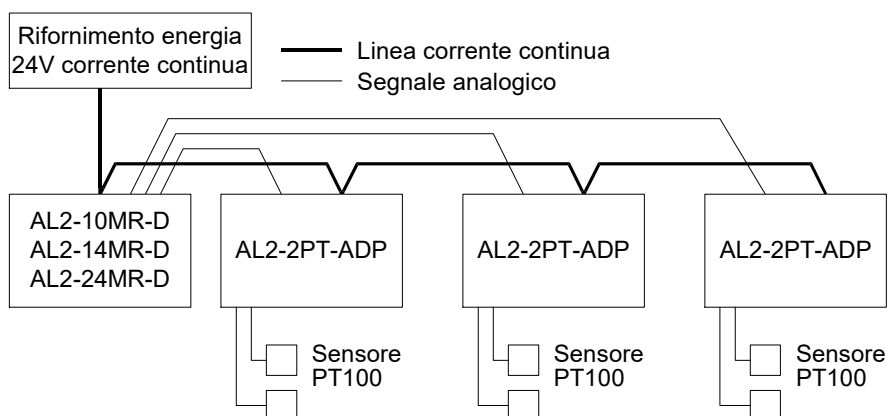 Rifornimento energia
24V corrente continua
Linea corrente continua
Segnale analogico
AL2-10MR-D
AL2-14MR-D
AL2-24MR-D
AL2-2PT-ADP
AL2-2PT-ADP
AL2-2PT-ADP
Sensore
PT100
Sensore
PT100
Sensore
PT100